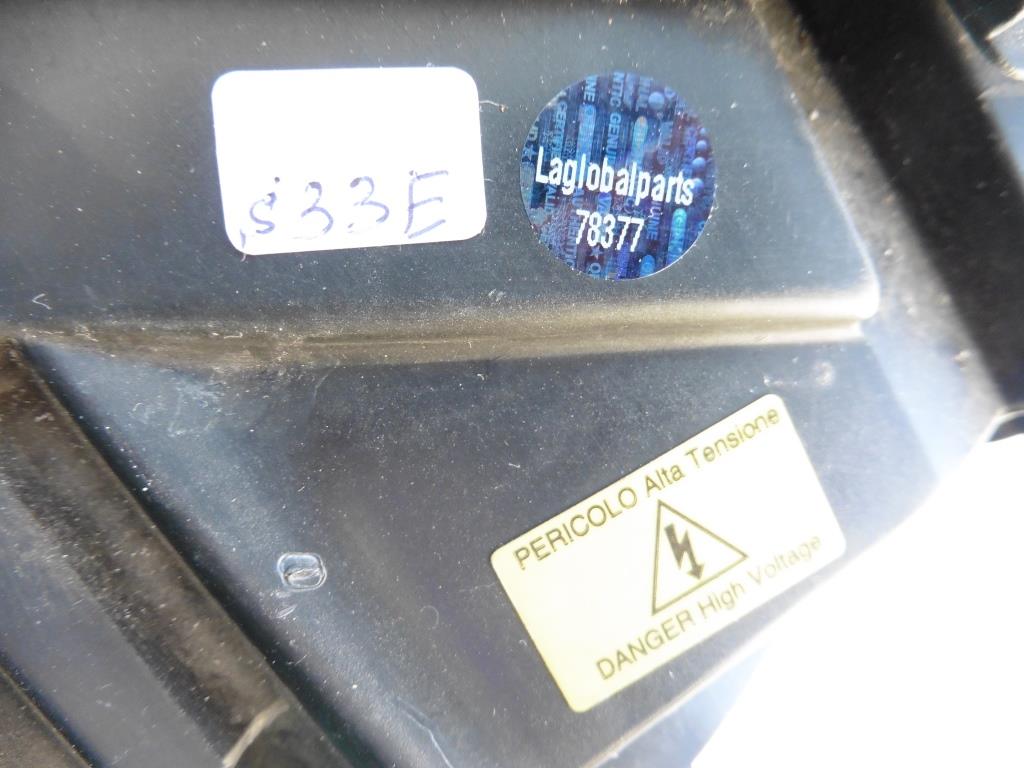 S33E
Laglobalparts
78377
PERICOLO Alta Tensione
DANGER High Voltage